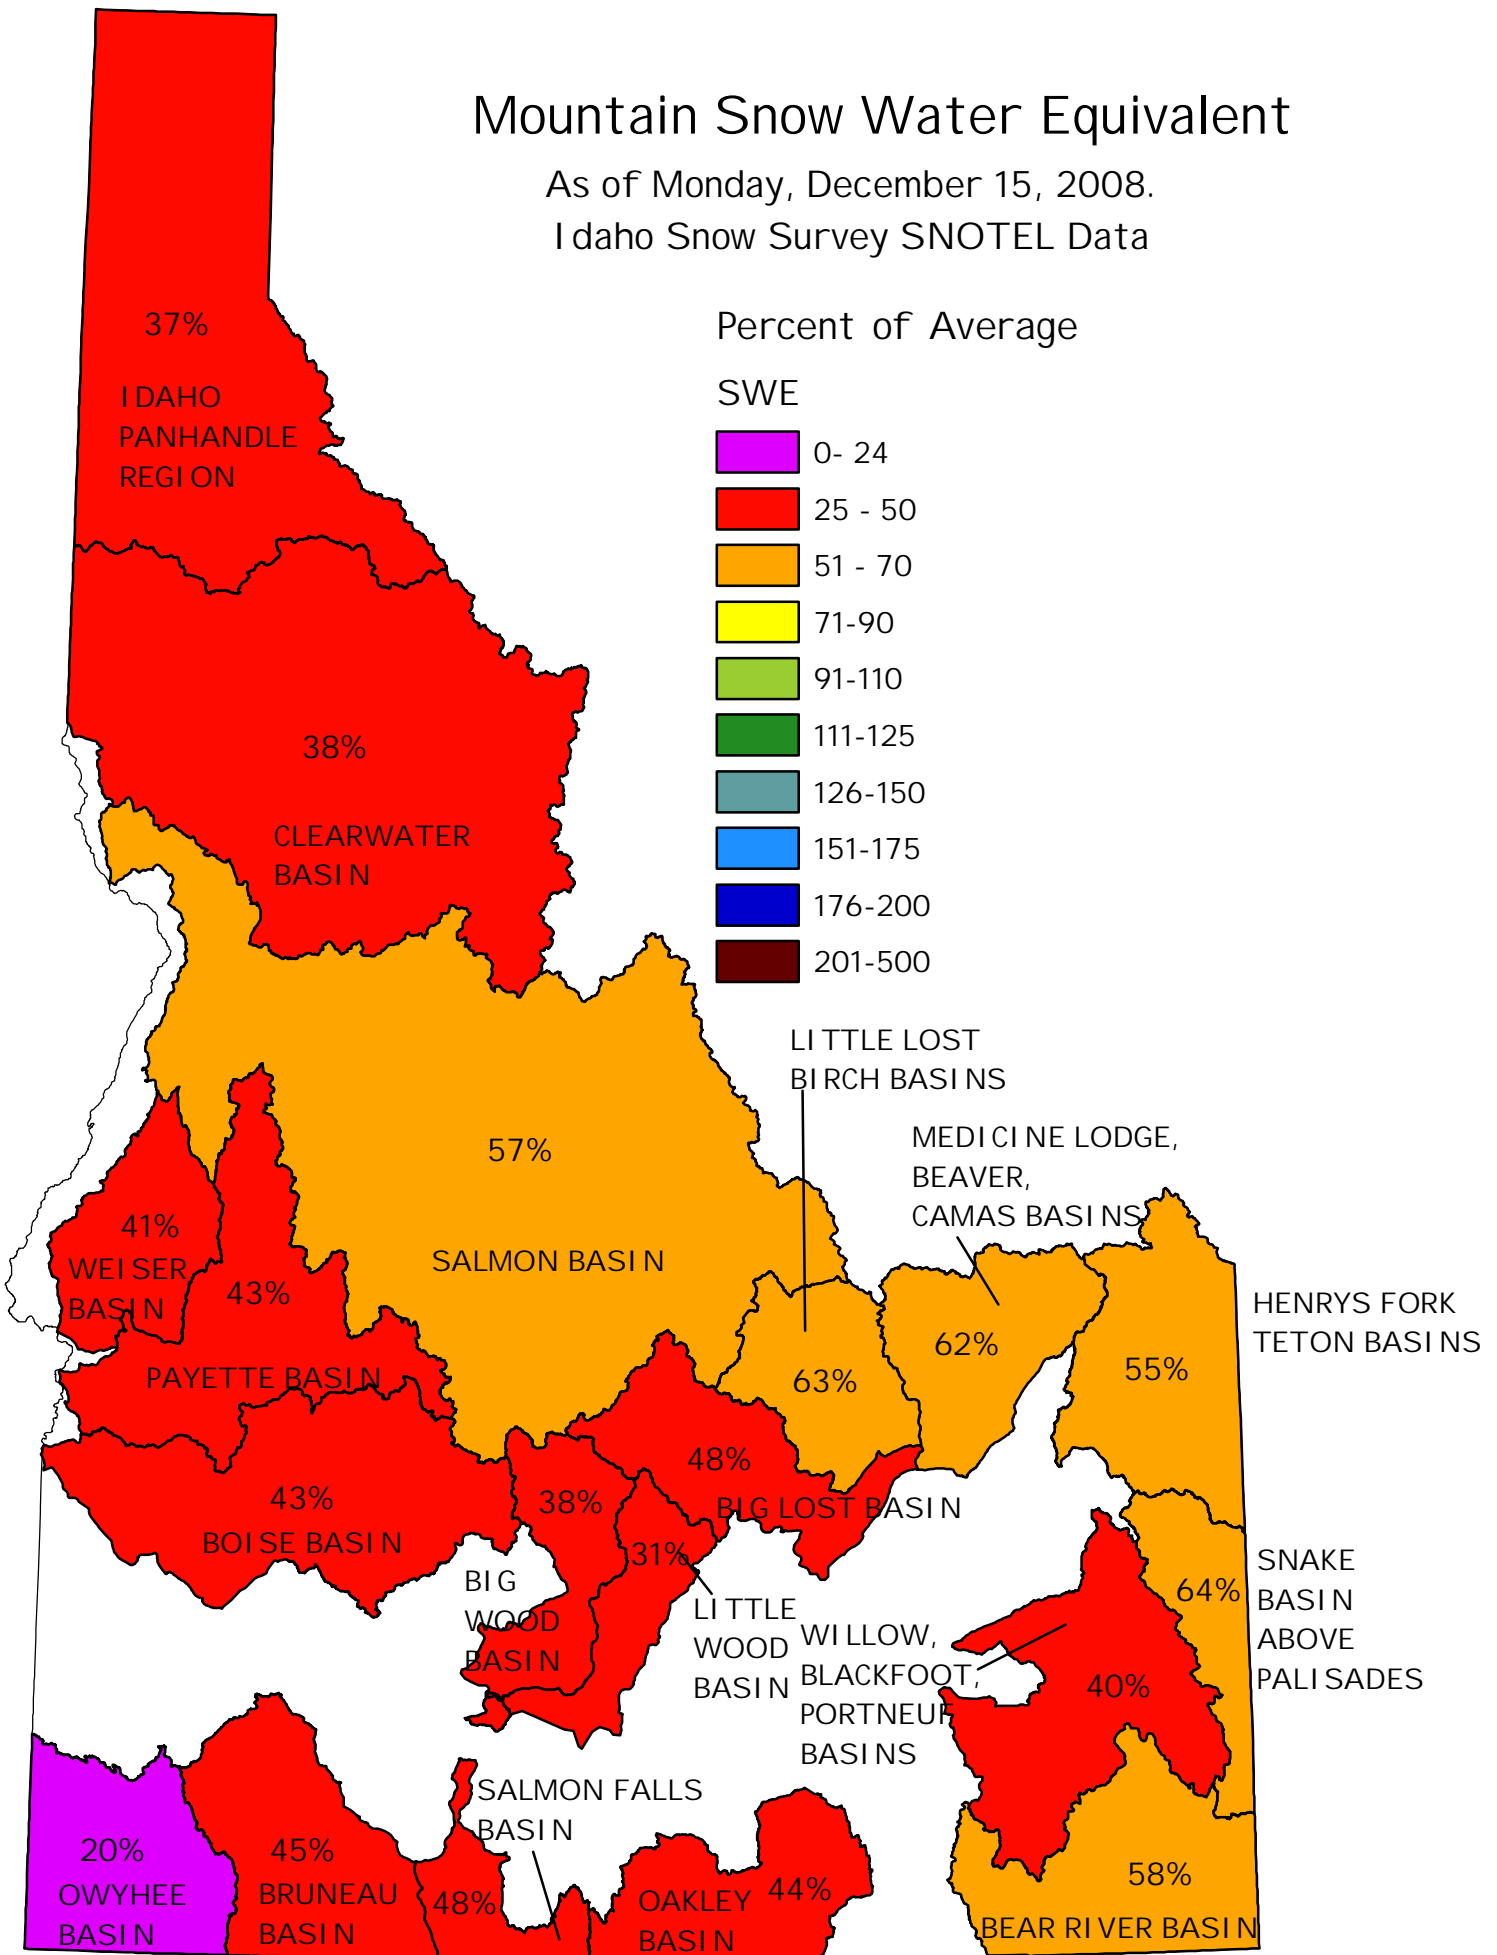 Mountain Snow Water Equivalent
As of Monday, December 15, 2008.
Idaho Snow Survey SNOTEL Data
Percent of Average
SWE
0- 24
25 - 50
51 - 70
71-90
91-110
111-125
126-150
151-175
176-200
201-500
37%
IDAHO
PANHANDLE
REGION
38%
CLEARWATER
BASIN
57%
SALMON BASIN
LITTLE LOST
BIRCH BASINS
63%
MEDICINE LODGE,
BEAVER,
CAMAS BASINS
62%
HENRYS FORK
TETON BASINS
55%
41%
WEISER
BASIN
43%
PAYETTE BASIN
43%
BOISE BASIN
38%
BIG
WOOD
BASIN
31%
LITTLE
WOOD
BASIN
48%
BIG LOST BASIN
WILLOW,
BLACKFOOT,
PORTNEUF
BASINS
40%
64%
SNAKE
BASIN
ABOVE
PALISADES
20%
OWYHEE
BASIN
45%
BRUNEAU
BASIN
SALMON FALLS
BASIN
48%
OAKLEY
BASIN
44%
58%
BEAR RIVER BASIN